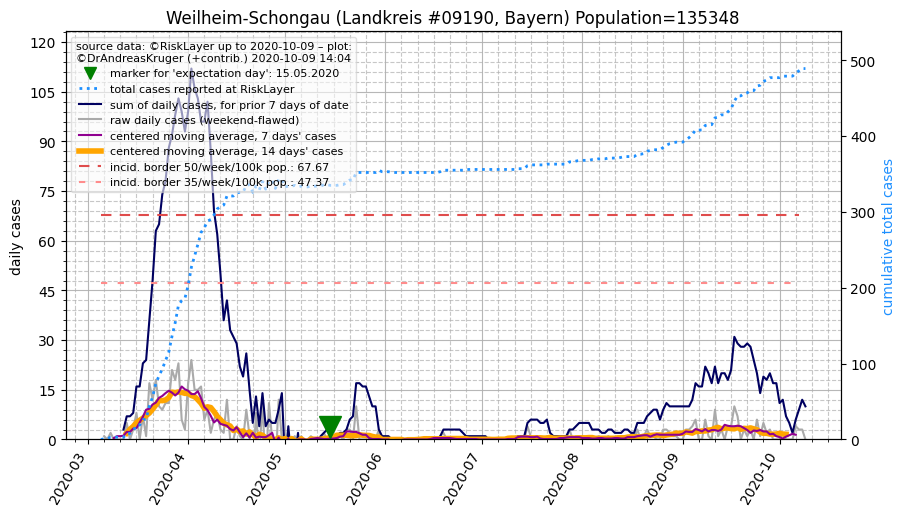 Weilheim-Schongau (Landkreis #09190, Bayern) Population=135348
source data: ©RiskLayer up to 2020-10-09 – plot:
©DrAndreasKruger (+contrib.) 2020-10-09 14:04
marker for 'expectation day': 15.05.2020
total cases reported at RiskLayer
sum of daily cases, for prior 7 days of date
raw daily cases (weekend-flawed)
centered moving average, 7 days' cases
centered moving average, 14 days' cases
incid. border 50/week/100k pop.: 67.67
incid. border 35/week/100k pop.: 47.37
daily cases
120
105
90
75
60
45
30
15
0
cumulative total cases
500
400
300
200
100
0
2020-03
2020-04
2020-05
2020-06
2020-07
2020-08
2020-09
2020-10